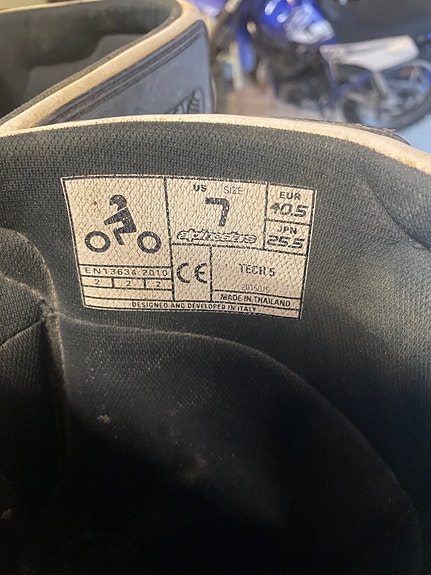 US SIZE
7
alpinestars
EUR
40.5
JPN
25.5
EN13634:2010
2 2 2
CE
TECH 5
MADE IN THAILAND
DESIGNED AND DEVELOPED IN ITALY